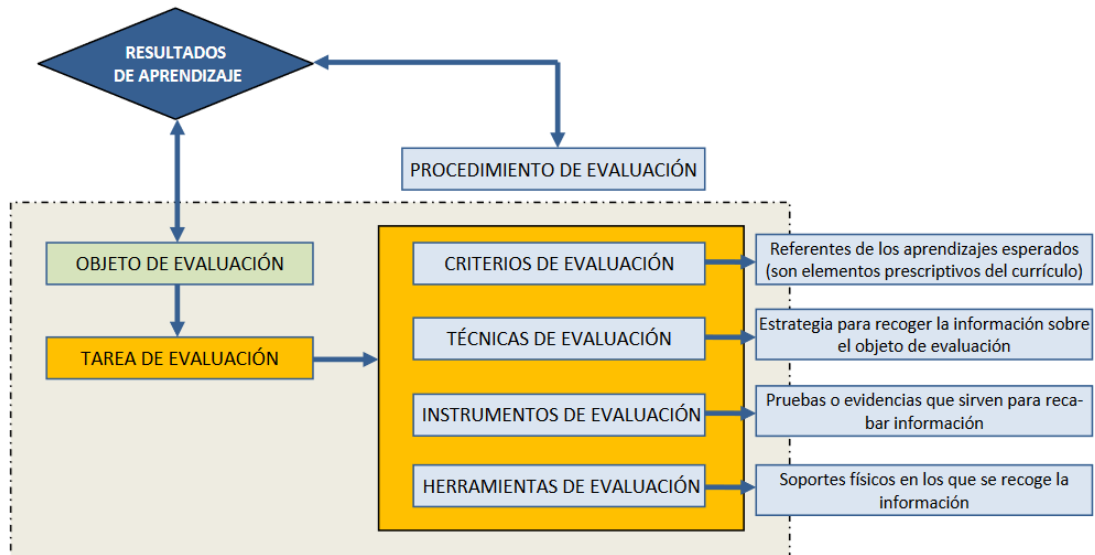 RESULTADOS
DE APRENDIZAJE
PROCEDIMIENTO DE EVALUACIÓN
OBJETO DE EVALUACIÓN
TAREA DE EVALUACIÓN
CRITERIOS DE EVALUACIÓN
Referentes de los aprendizajes esperados
(son elementos prescriptivos del currículo)
TÉCNICAS DE EVALUACIÓN
Estrategia para recoger la información sobre
el objeto de evaluación
INSTRUMENTOS DE EVALUACIÓN
Pruebas o evidencias que sirven para reca-
bar información
HERRAMIENTAS DE EVALUACIÓN
Soportes físicos en los que se recoge la
información